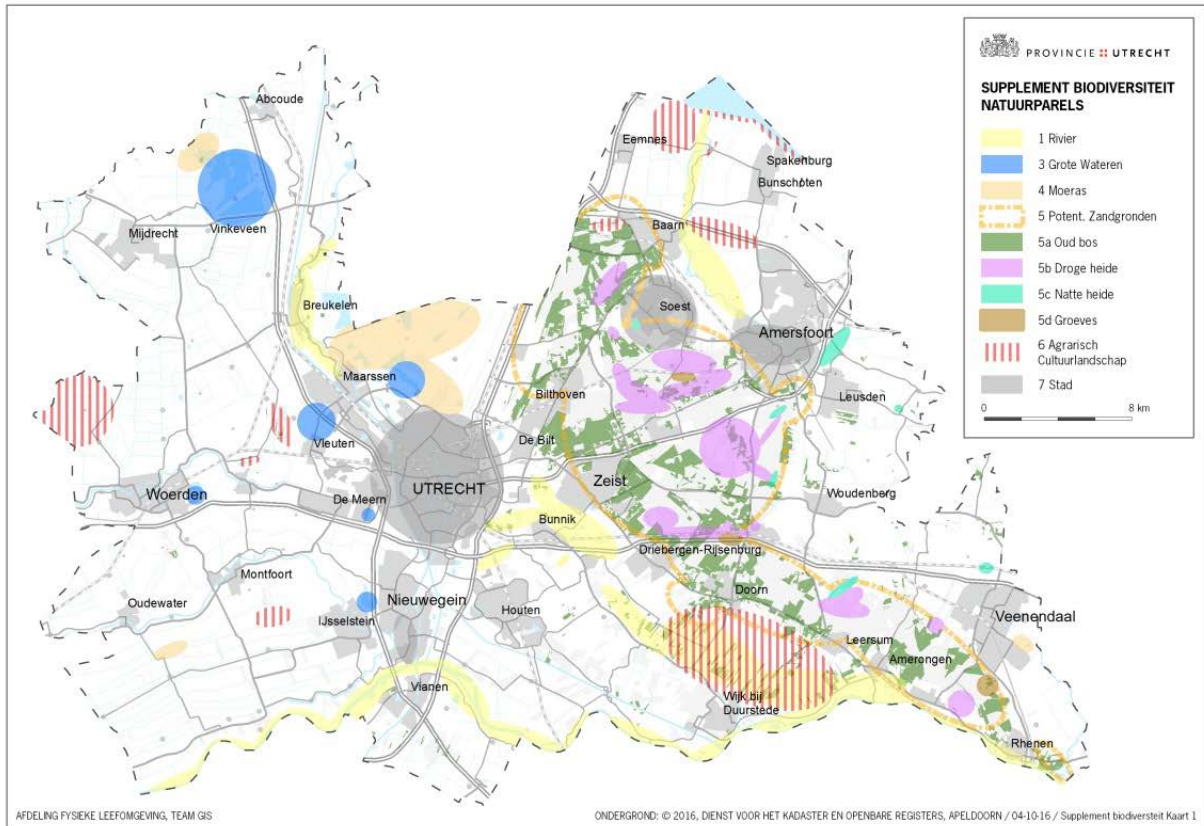 PROVINCIE UTRECHT
SUPPLEMENT BIODIVERSITEIT
NATUURPARELS
1 Rivier
3 Grote Wateren
4 Moeras
5 Potent. Zandgronden
5a Oud bos
5b Droge heide
5c Natte heide
5d Groeves
6 Agrarisch
Cultuurlandschap
7 Stad
0 8 km
Abcoude
Eemnes
Spakenburg
Bunschoten
Mijdrecht
Vinkeveen
Baarn
Breukelen
Soest
Amersfoort
Maarssen
Bilthoven
Leusden
Vleuten
De Bilt
Woerden
De Meern
UTRECHT
Zeist
Woudenberg
Bunnik
Driebergen-Rijsenburg
Montfoort
Oudewater
IJsselstein
Nieuwegein
Houten
Doorn
Veenendaal
Leersum
Amerongen
Vianen
Wijk bij
Duurstede
Rhenen
AFDELING FYSIEKE LEEFOMGEVING, TEAM GIS
ONDERGROND: © 2016, DIENST VOOR HET KADASTER EN OPENBARE REGISTERS, APELDOORN / 04-10-16 / Supplement biodiversteit Kaart 1